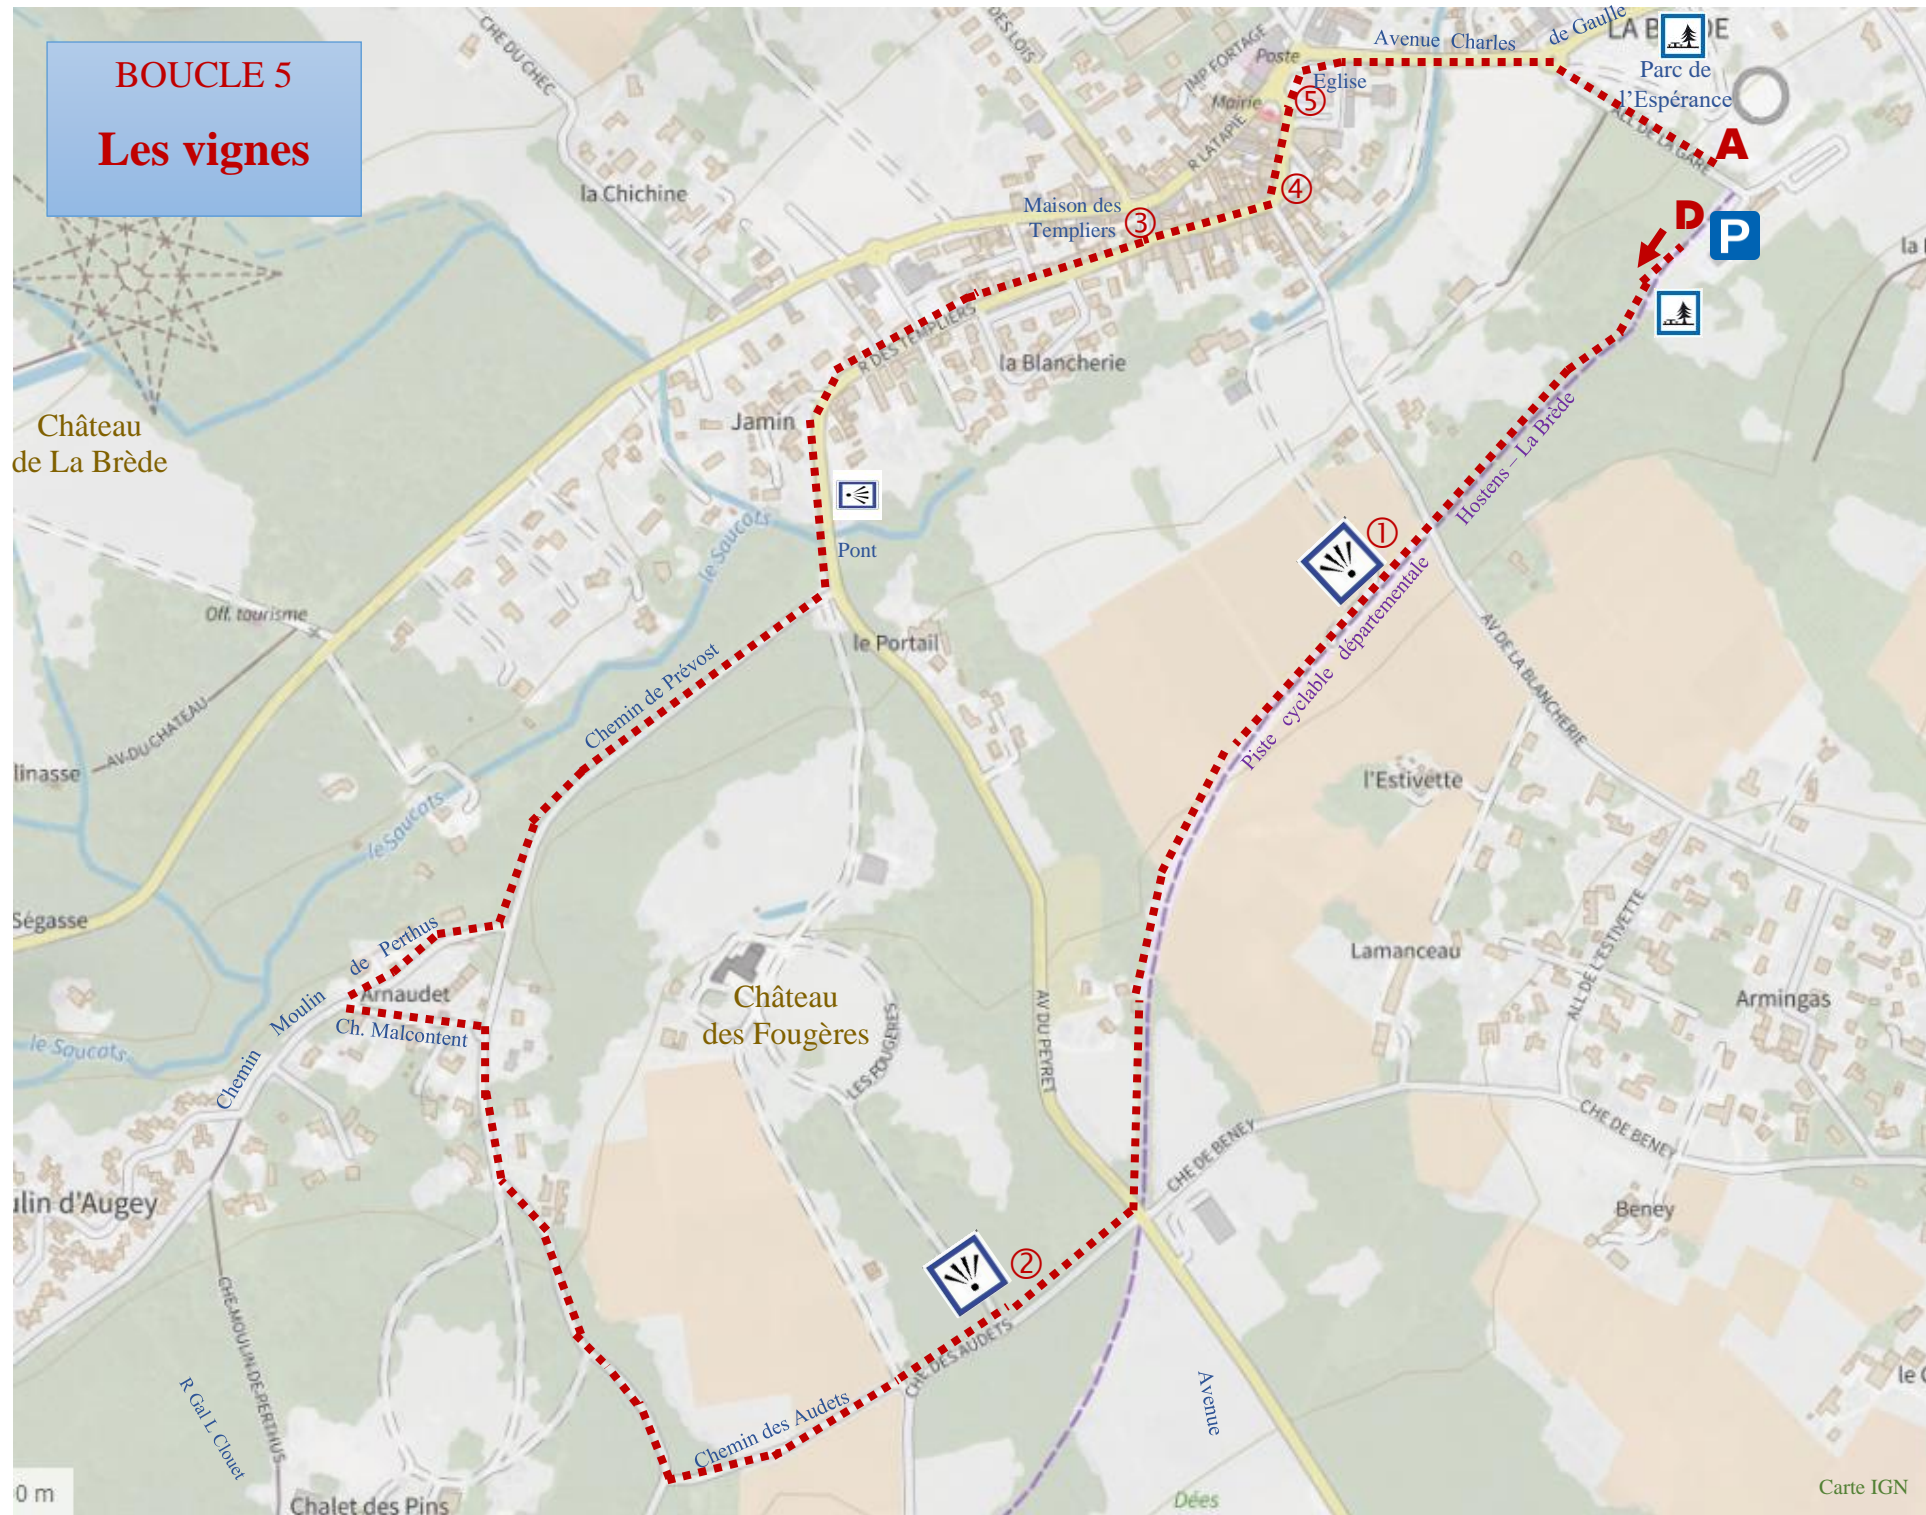 BOUCLE 5
Les vignes
CHE DU CHEC
DES LOIS
IMP FORTAGE
Poste
Avenue Charles de Gaulle
Parc de
l'Espérance
Eglise
⑤
Mairie
R LATAPIE
ALL DE LA GARE
A
la Chichine
Maison des
Templiers
③
④
D
P
R DES TEMPLIERS
la Blancherie
Jamin
Château
de La Brède
Hostens – La Brède
le Saucats
Pont
①
Piste cyclable départementale
Off. tourisme
le Portail
AV DE LA BLANCHERIE
Chemin de Prévost
AV DU CHATEAU
linasse
l'Estivette
le Saucats
Ségasse
Chemin Moulin de Perthus
Arnaudet
Ch. Malcontent
Lamanceau
ALL DE L'ESTIVETTE
Armingas
Château
des Fougères
LES FOUGERES
AV DU PEYRET
le Saucats
CHE DE BENEY
CHE DE BENEY
ulin d'Augey
Beney
②
CHE MOULIN DE PERTHUS
CHE DES AUDETS
Chemin des Audets
R Gal L Clouet
Avenue
0 m
Chalet des Pins
Dées
Carte IGN